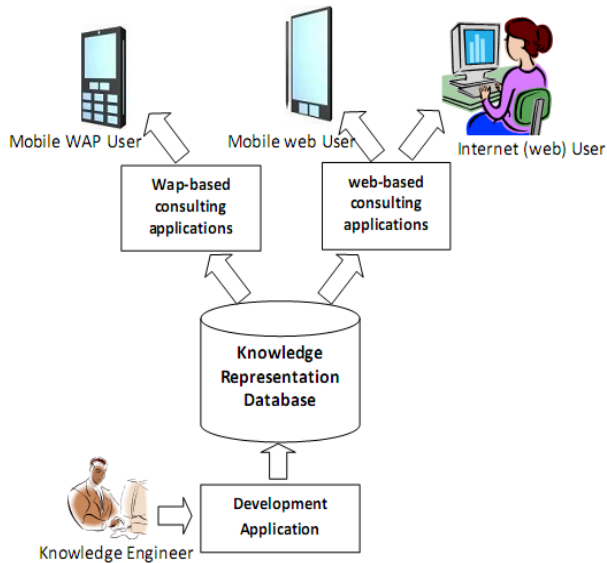 Mobile WAP User
Mobile web User
Internet (web) User
Wap-based
consulting
applications
web-based
consulting
applications
Knowledge
Representation
Database
Development
Application
Knowledge Engineer